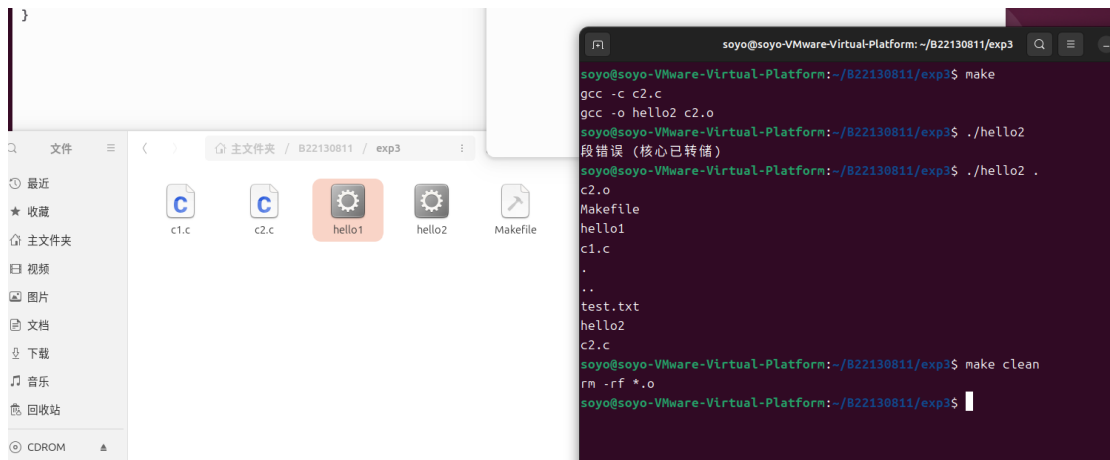 }
文件
主文件夹 / B22130811 / exp3
最近
收藏
主文件夹
视频
图片
文档
下载
音乐
回收站
CDROM
c1.c
c2.c
hello1
hello2
Makefile
soyo@soyo-VMware-Virtual-Platform: ~/B22130811/exp3
soyo@soyo-VMware-Virtual-Platform:~/B22130811/exp3$ make
gcc -c c2.c
gcc -o hello2 c2.o
soyo@soyo-VMware-Virtual-Platform:~/B22130811/exp3$ ./hello2
段错误 (核心已转储)
soyo@soyo-VMware-Virtual-Platform:~/B22130811/exp3$ ./hello2 .
c2.o
Makefile
hello1
c1.c
.
..
test.txt
hello2
c2.c
soyo@soyo-VMware-Virtual-Platform:~/B22130811/exp3$ make clean
rm -rf *.o
soyo@soyo-VMware-Virtual-Platform:~/B22130811/exp3$